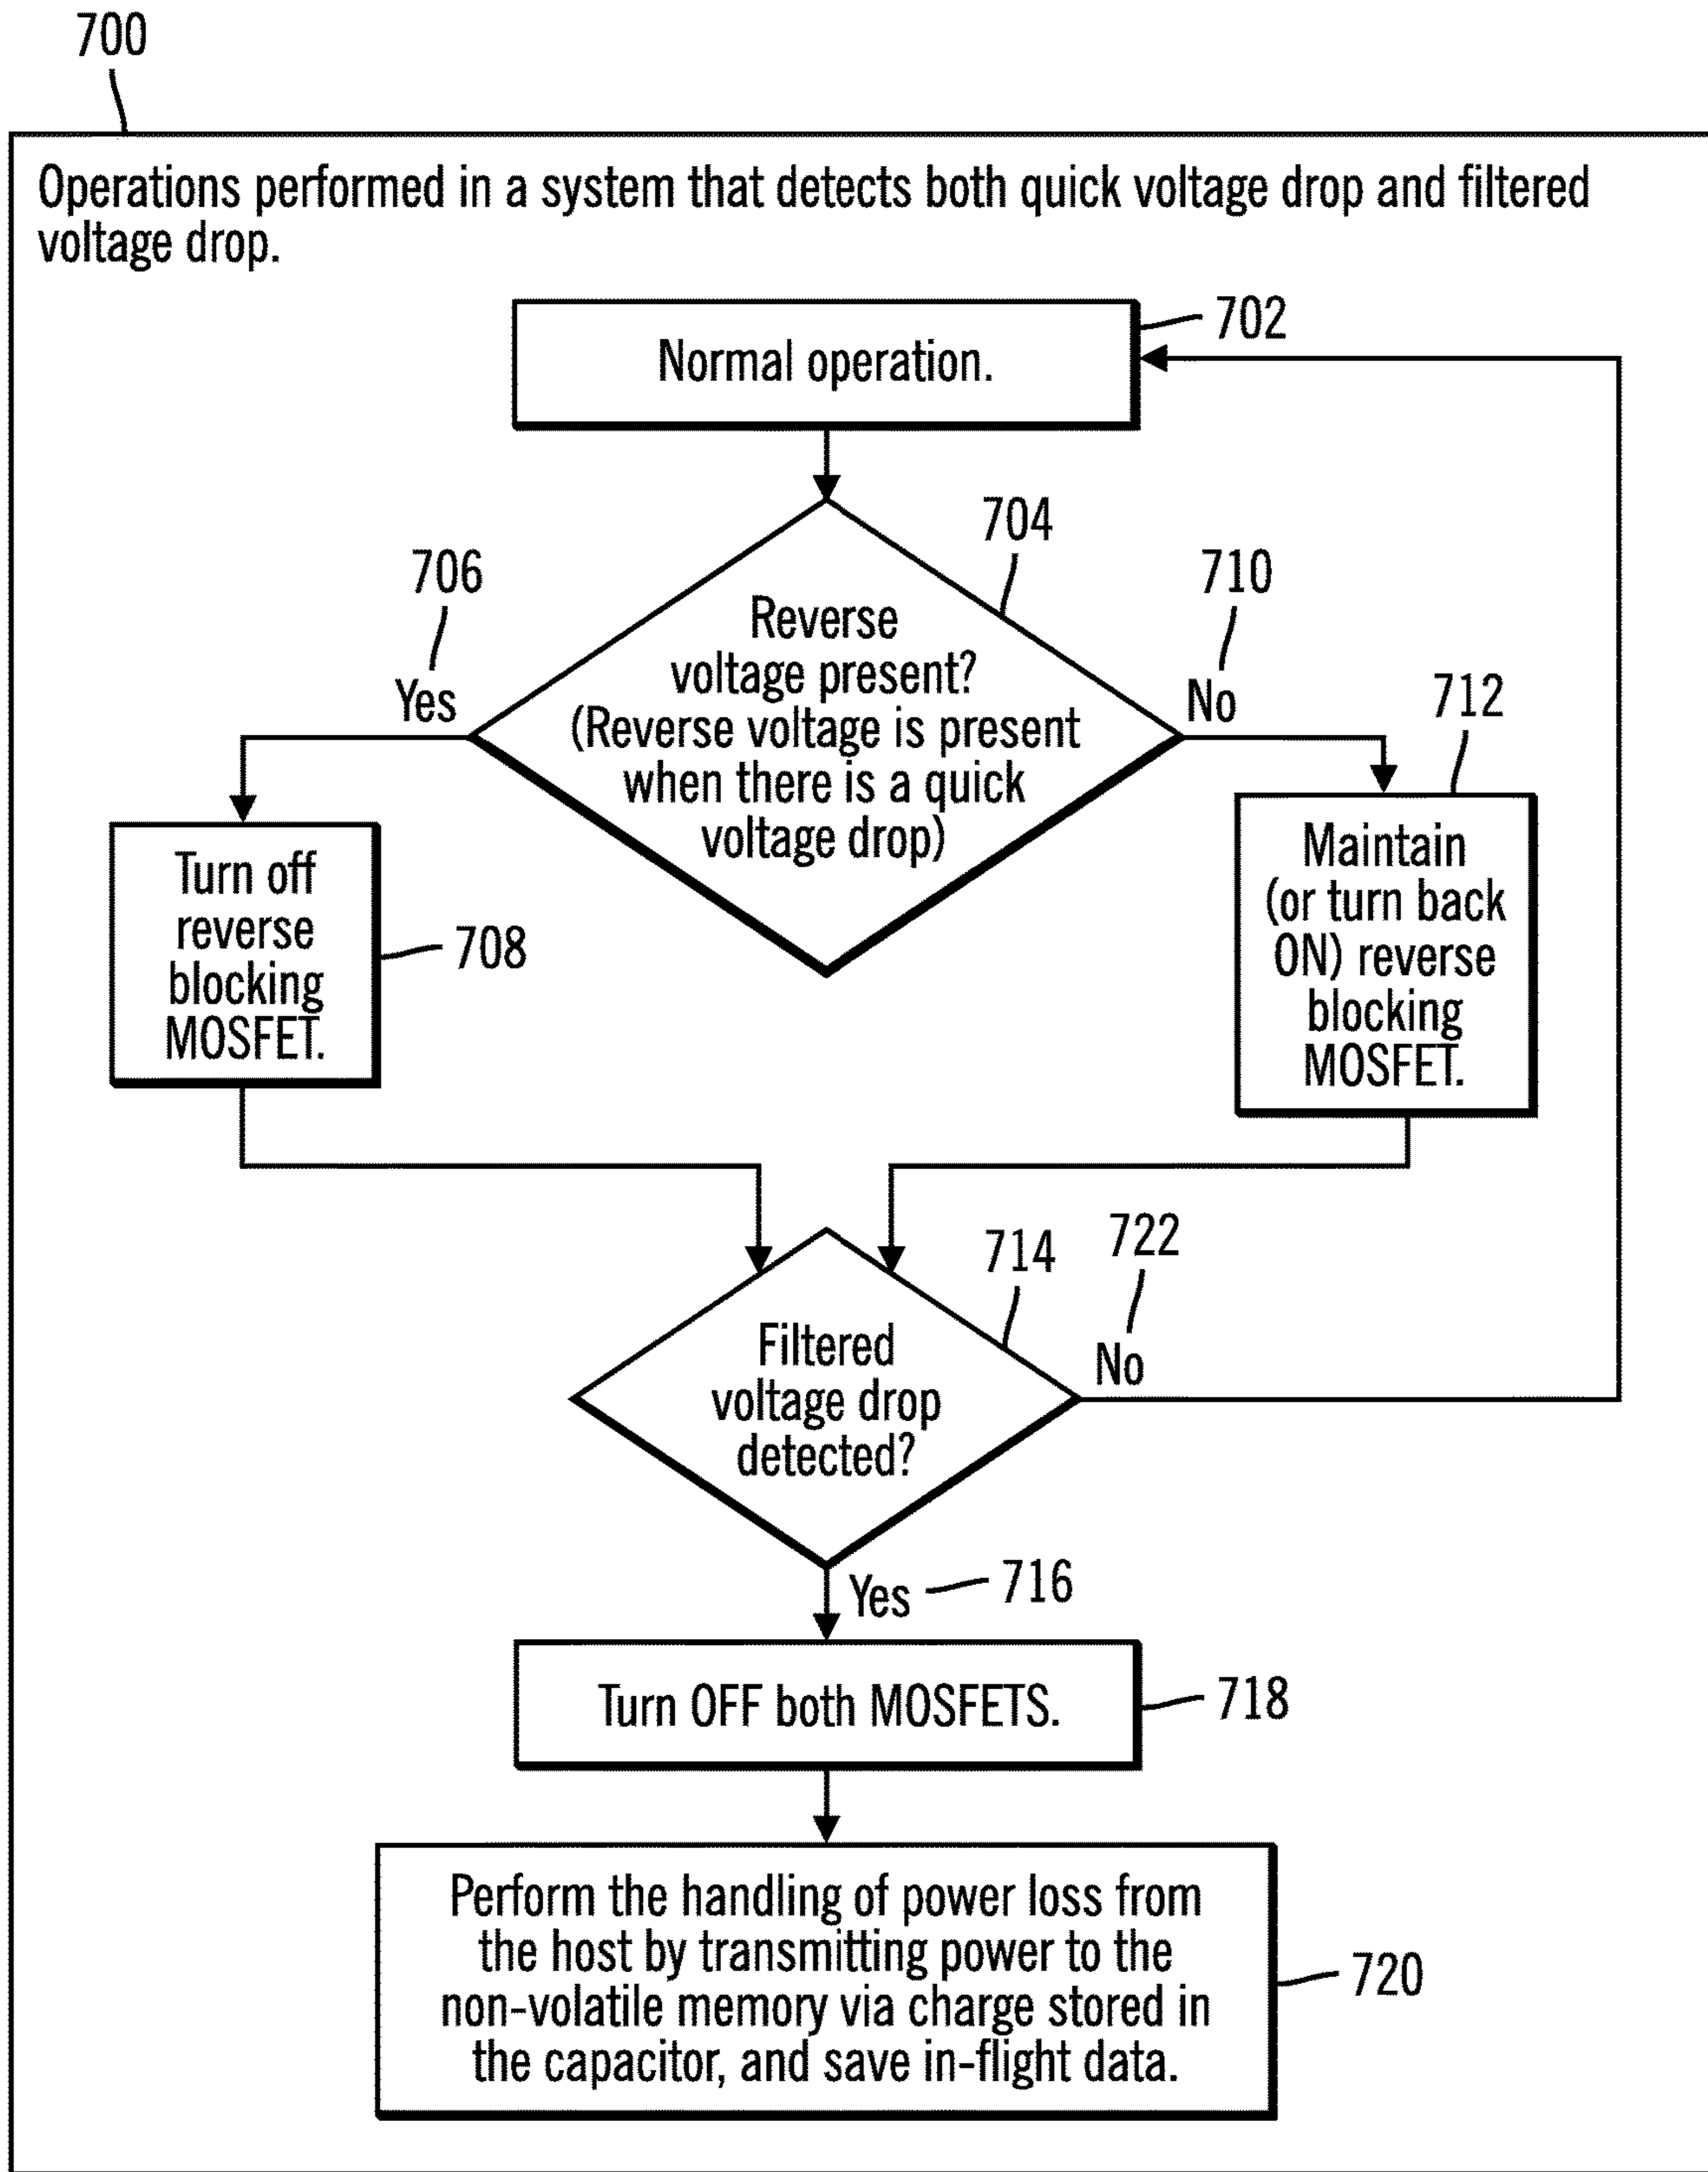 700
Operations performed in a system that detects both quick voltage drop and filtered
voltage drop.
702
Normal operation.
704
706
710
Reverse
voltage present?
(Reverse voltage is present
when there is a quick
voltage drop)
Yes
No
712
Turn off
reverse
blocking
MOSFET.
708
Maintain
(or turn back
ON) reverse
blocking
MOSFET.
714
722
Filtered
voltage drop
detected?
No
Yes
716
Turn OFF both MOSFETS.
718
Perform the handling of power loss from
the host by transmitting power to the
non-volatile memory via charge stored in
the capacitor, and save in-flight data.
720